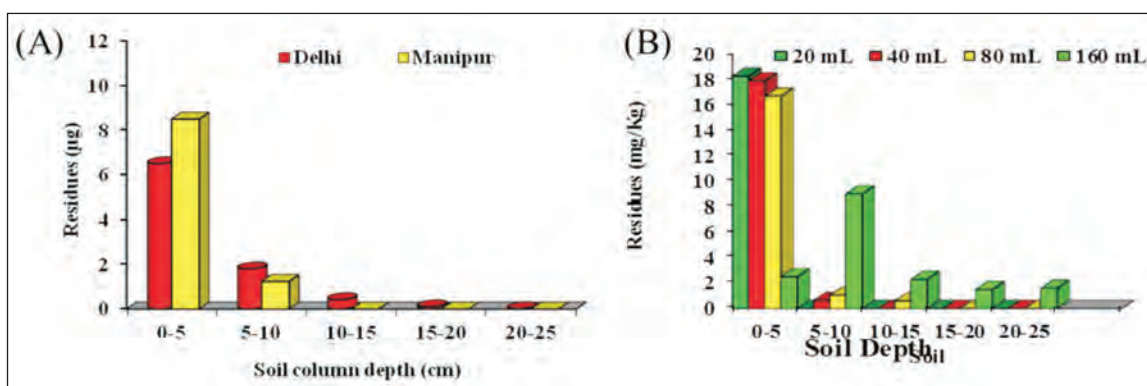 (A)
12
10
8
6
4
2
0
Residues (µg)
Delhi Manipur
0-5 5-10 10-15 15-20 20-25
Soil column depth (cm)
(B)
20
18
16
14
12
10
8
6
4
2
0
Residues (mg/Kg)
20 mL 40 mL 80 mL 160 mL
0-5 5-10 10-15 15-20 20-25
Soil Depth Soil